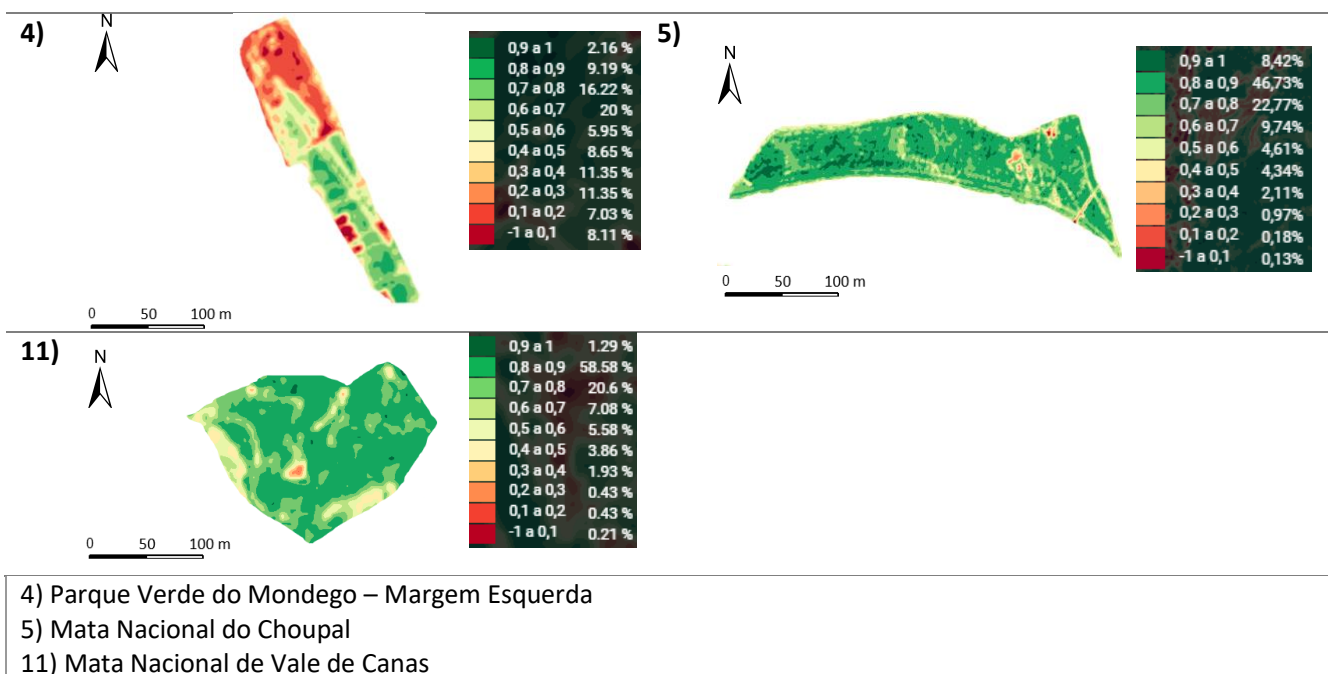 4)
N
0,9 a 1 2.16 %
0,8 a 0,9 9.19 %
0,7 a 0,8 16.22 %
0,6 a 0,7 20 %
0,5 a 0,6 5.95 %
0,4 a 0,5 8.65 %
0,3 a 0,4 11.35 %
0,2 a 0,3 11.35 %
0,1 a 0,2 7.03 %
-1 a 0,1 8.11 %
0 50 100 m
5)
N
0,9 a 1 8,42%
0,8 a 0,9 46,73%
0,7 a 0,8 22,77%
0,6 a 0,7 9,74%
0,5 a 0,6 4,61%
0,4 a 0,5 4,34%
0,3 a 0,4 2,11%
0,2 a 0,3 0,97%
0,1 a 0,2 0,18%
-1 a 0,1 0,13%
0 50 100 m
11)
N
0,9 a 1 1.29 %
0,8 a 0,9 58.58 %
0,7 a 0,8 20.6 %
0,6 a 0,7 7.08 %
0,5 a 0,6 5.58 %
0,4 a 0,5 3.86 %
0,3 a 0,4 1.93 %
0,2 a 0,3 0.43 %
0,1 a 0,2 0.43 %
-1 a 0,1 0.21 %
0 50 100 m
4) Parque Verde do Mondego – Margem Esquerda
5) Mata Nacional do Choupal
11) Mata Nacional de Vale de Canas